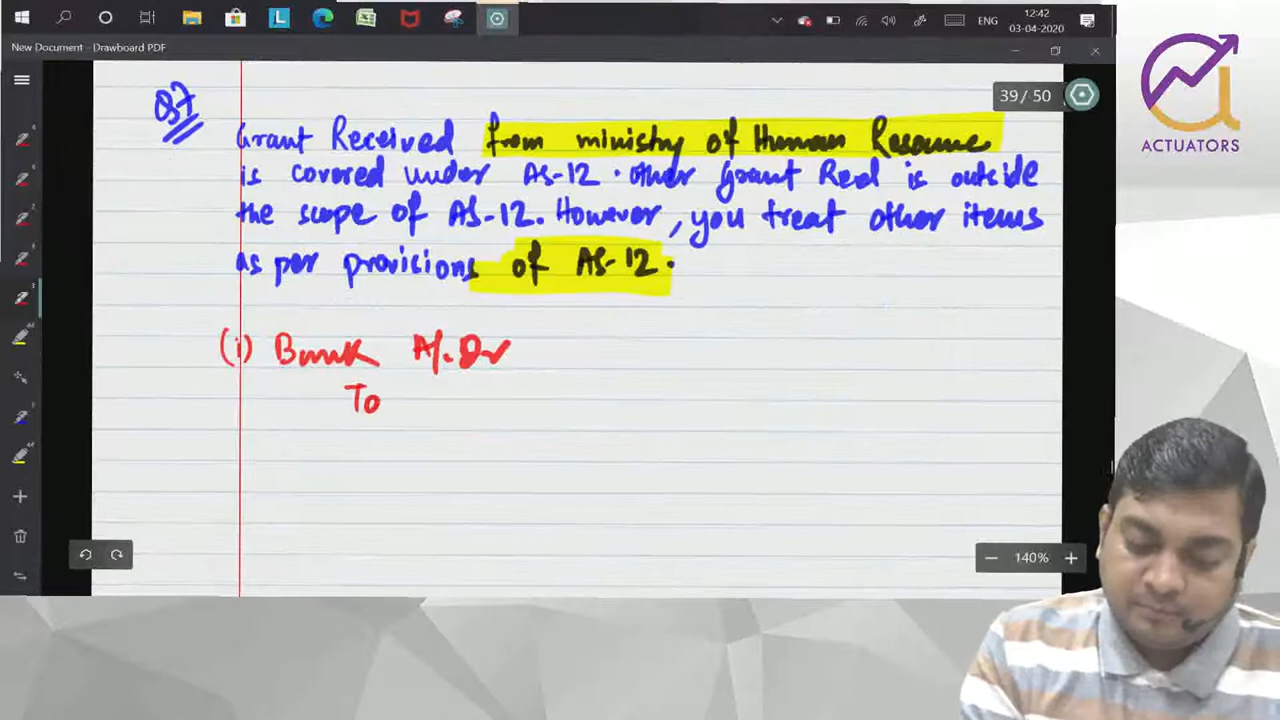 ENG
12:42
03-04-2020
New Document - Drawboard PDF
39 / 50
ACTUATORS
Q37
Grant Received from ministry of Human Resource
is covered under AS-12. other grant Recd is outside
the scope of AS-12. However, you treat other items
as per provisions of AS-12.
(i) Bank A/c. Dr
To
140%